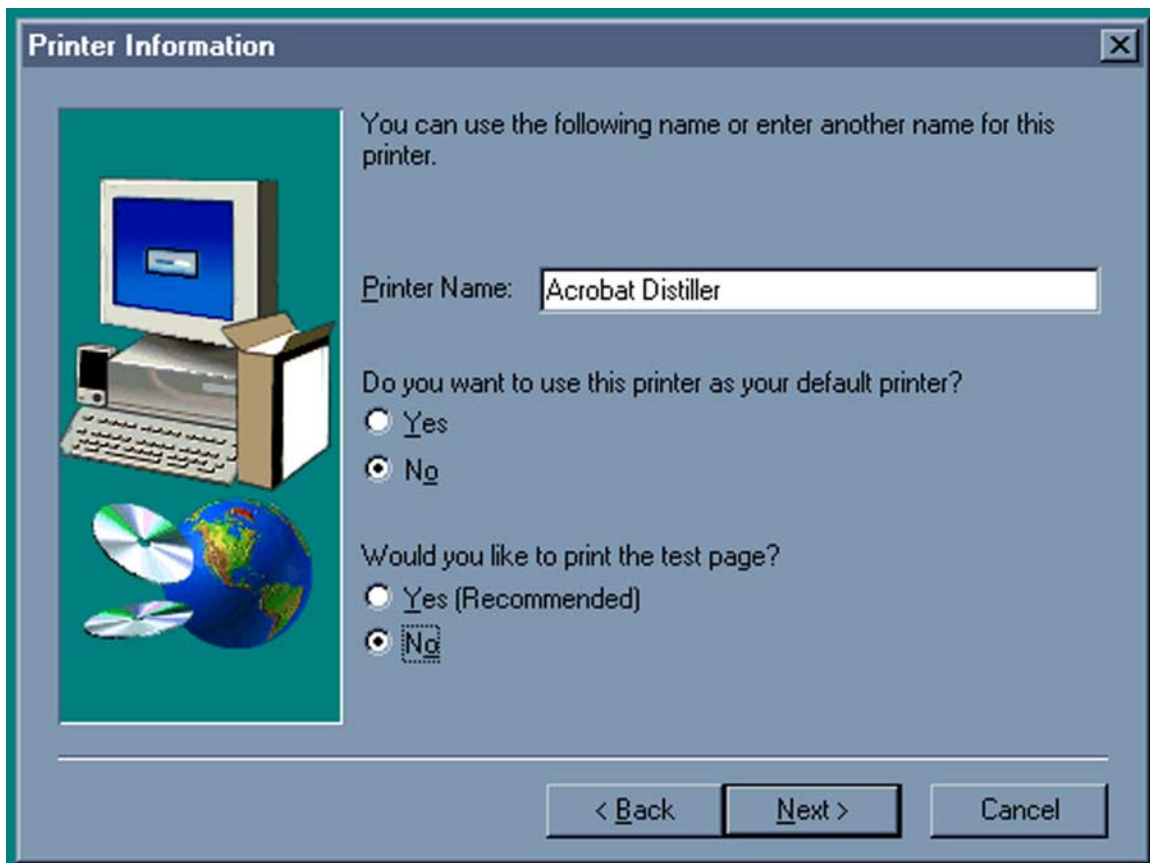 Printer Information
You can use the following name or enter another name for this
printer.
Printer Name: Acrobat Distiller
Do you want to use this printer as your default printer?
Yes
No
Would you like to print the test page?
Yes (Recommended)
No
< Back Next > Cancel